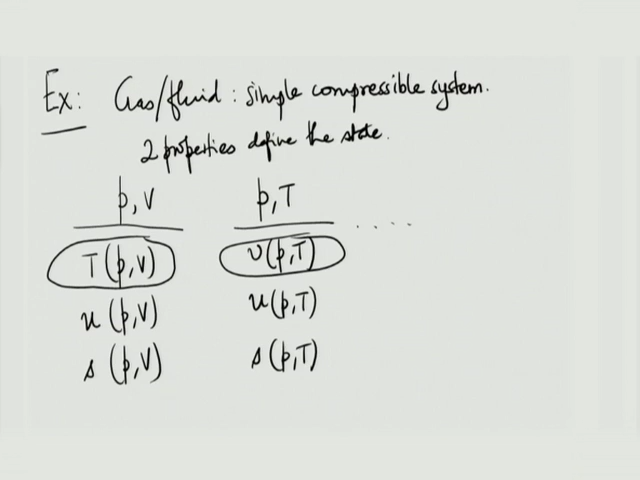 Ex: Gas/fluid : simple compressible system.
2 properties define the state.
p, V p, T .....
T(p,V) v(p,T)
u(p,V) u(p,T)
s(p,V) s(p,T)